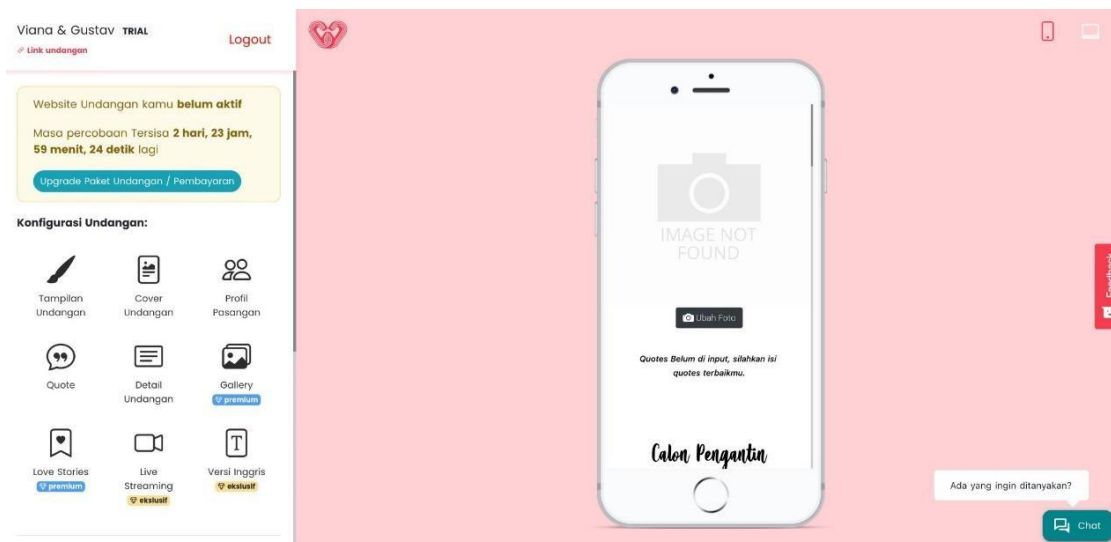 Viana & Gustav TRIAL
Link undangan
Logout
Website Undangan kamu belum aktif
Masa percobaan Tersisa 2 hari, 23 jam,
59 menit, 24 detik lagi
Upgrade Paket Undangan / Pembayaran
Konfigurasi Undangan:
Tampilan
Undangan
Cover
Undangan
Profil
Pasangan
Quote
Detail
Undangan
Gallery
premium
Love Stories
premium
Live
Streaming
ekslusif
Versi Inggris
ekslusif
IMAGE NOT
FOUND
Ubah Foto
Quotes Belum di input, silahkan isi
quotes terbaikmu.
Calon Pengantin
Feedback
Ada yang ingin ditanyakan?
Chat